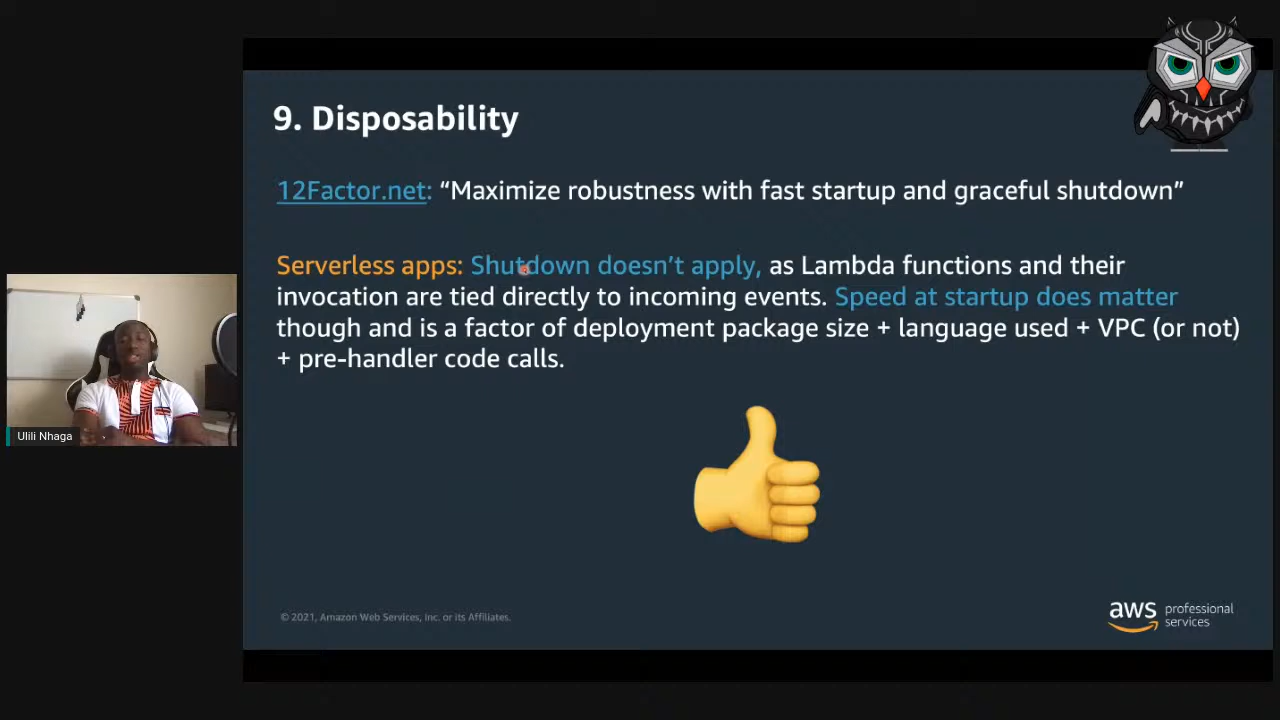 9. Disposability
12Factor.net: “Maximize robustness with fast startup and graceful shutdown”
Serverless apps: Shutdown doesn’t apply, as Lambda functions and their
invocation are tied directly to incoming events. Speed at startup does matter
though and is a factor of deployment package size + language used + VPC (or not)
+ pre-handler code calls.
Ulili Nhaga
© 2021, Amazon Web Services, Inc. or its Affiliates.
aws professional
services